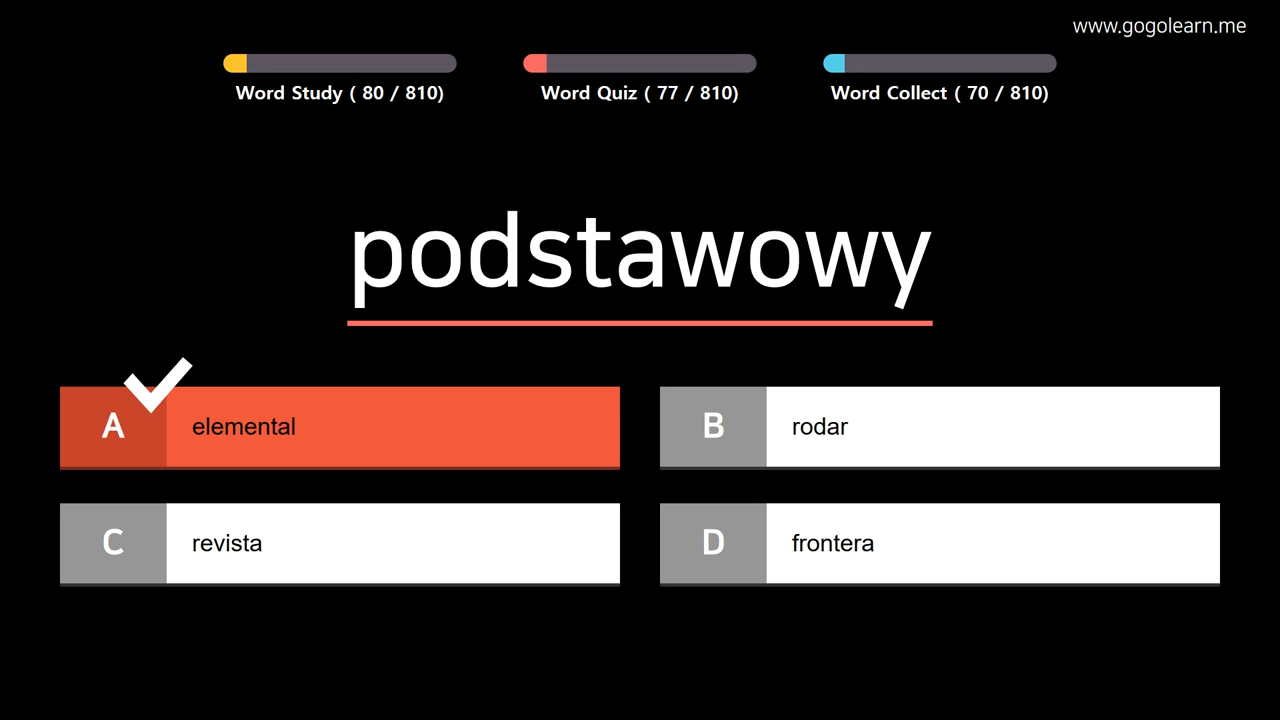 www.gogolearn.me
Word Study ( 80 / 810)
Word Quiz ( 77 / 810)
Word Collect ( 70 / 810)
podstawowy
A
elemental
B
rodar
C
revista
D
frontera